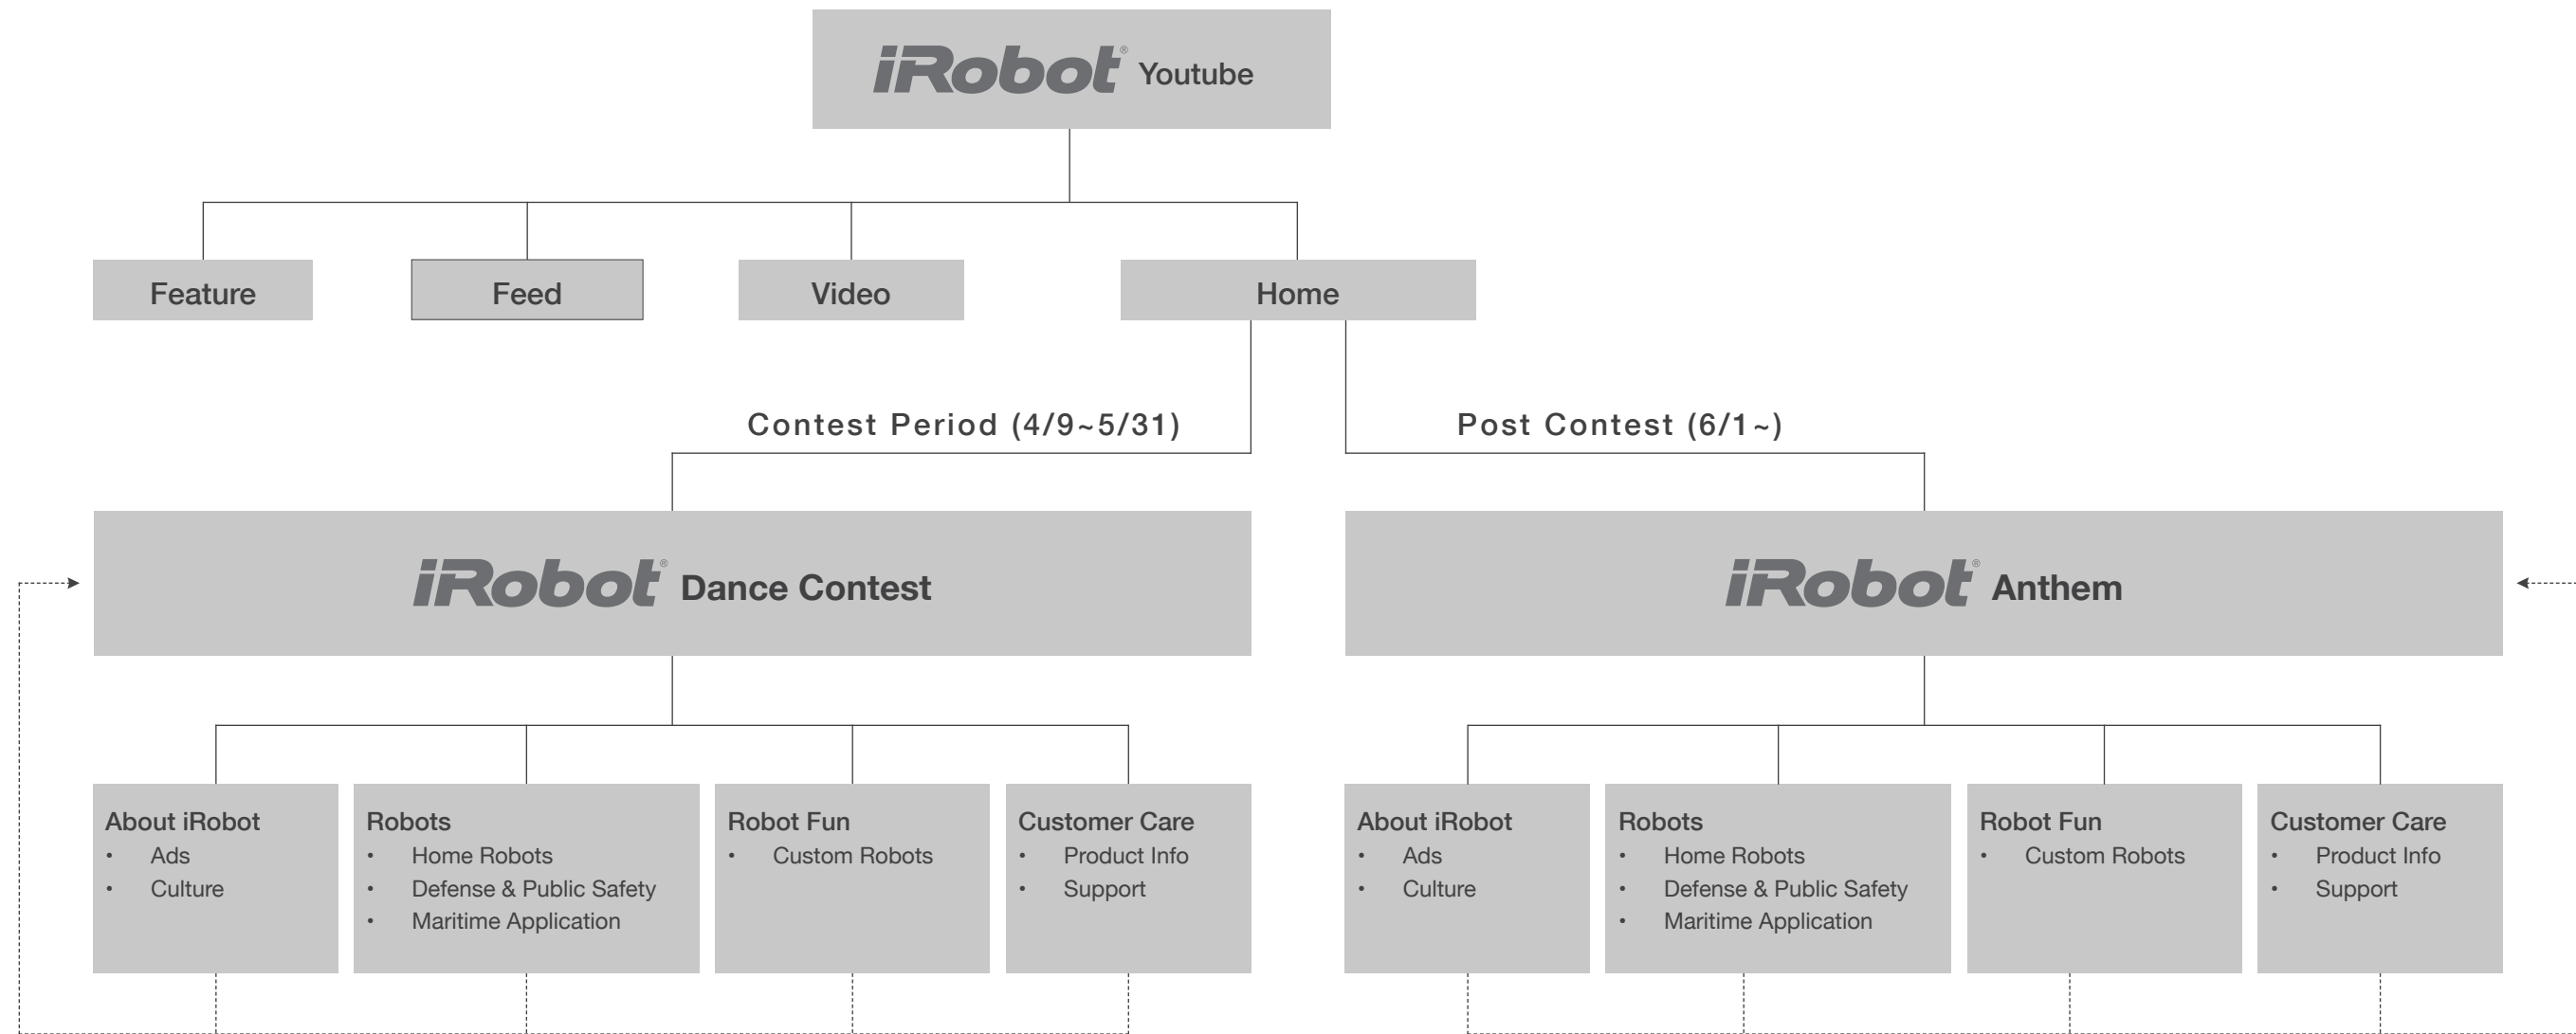 iRobot® Youtube
Feature
Feed
Video
Home
Contest Period (4/9~5/31)
Post Contest (6/1~)
iRobot® Dance Contest
iRobot® Anthem
About iRobot
• Ads
• Culture
Robots
• Home Robots
• Defense & Public Safety
• Maritime Application
Robot Fun
• Custom Robots
Customer Care
• Product Info
• Support
About iRobot
• Ads
• Culture
Robots
• Home Robots
• Defense & Public Safety
• Maritime Application
Robot Fun
• Custom Robots
Customer Care
• Product Info
• Support